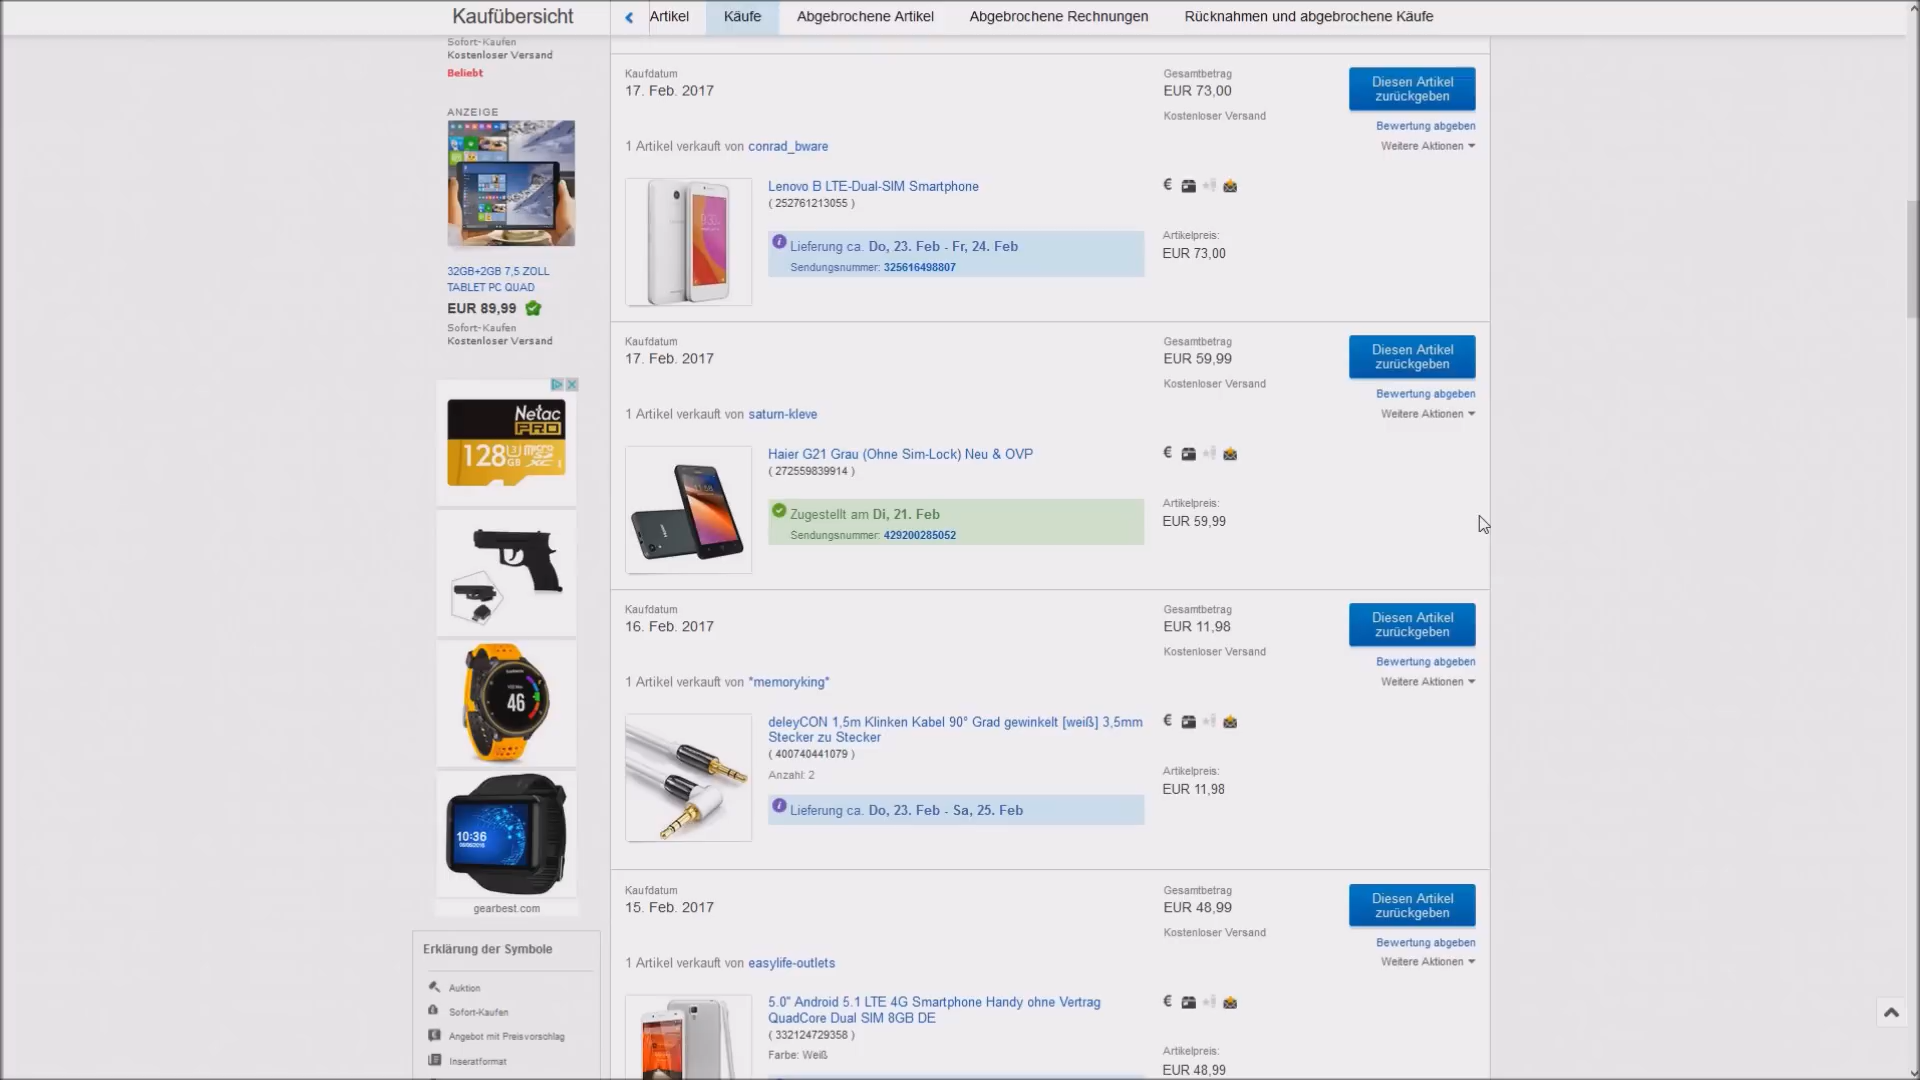 Kaufübersicht
Artikel
Käufe
Abgebrochene Artikel
Abgebrochene Rechnungen
Rücknahmen und abgebrochene Käufe
Sofort-Kaufen
Kostenloser Versand
Beliebt
ANZEIGE
32GB+2GB 7,5 ZOLL
TABLET PC QUAD
EUR 89,99
Sofort-Kaufen
Kostenloser Versand
Netac
PRO
128
GB
46
10:36
gearbest.com
Erklärung der Symbole
Auktion
Sofort-Kaufen
Angebot mit Preisvorschlag
Inseratformat
Kaufdatum
17. Feb. 2017
Gesamtbetrag
EUR 73,00
Kostenloser Versand
Diesen Artikel
zurückgeben
Bewertung abgeben
Weitere Aktionen
1 Artikel verkauft von conrad_bware
Lenovo B LTE-Dual-SIM Smartphone
( 252761213055 )
Lieferung ca. Do, 23. Feb - Fr, 24. Feb
Sendungsnummer: 325616498807
€
Artikelpreis:
EUR 73,00
Kaufdatum
17. Feb. 2017
Gesamtbetrag
EUR 59,99
Kostenloser Versand
Diesen Artikel
zurückgeben
Bewertung abgeben
Weitere Aktionen
1 Artikel verkauft von saturn-kleve
Haier G21 Grau (Ohne Sim-Lock) Neu & OVP
( 272559839914 )
Zugestellt am Di, 21. Feb
Sendungsnummer: 429200285052
€
Artikelpreis:
EUR 59,99
Kaufdatum
16. Feb. 2017
Gesamtbetrag
EUR 11,98
Kostenloser Versand
Diesen Artikel
zurückgeben
Bewertung abgeben
Weitere Aktionen
1 Artikel verkauft von *memoryking*
deleyCON 1,5m Klinken Kabel 90° Grad gewinkelt [weiß] 3,5mm
Stecker zu Stecker
( 400740441079 )
Anzahl: 2
Lieferung ca. Do, 23. Feb - Sa, 25. Feb
€
Artikelpreis:
EUR 11,98
Kaufdatum
15. Feb. 2017
Gesamtbetrag
EUR 48,99
Kostenloser Versand
Diesen Artikel
zurückgeben
Bewertung abgeben
Weitere Aktionen
1 Artikel verkauft von easylife-outlets
5.0" Android 5.1 LTE 4G Smartphone Handy ohne Vertrag
QuadCore Dual SIM 8GB DE
( 332124729358 )
Farbe: Weiß
€
Artikelpreis:
EUR 48,99